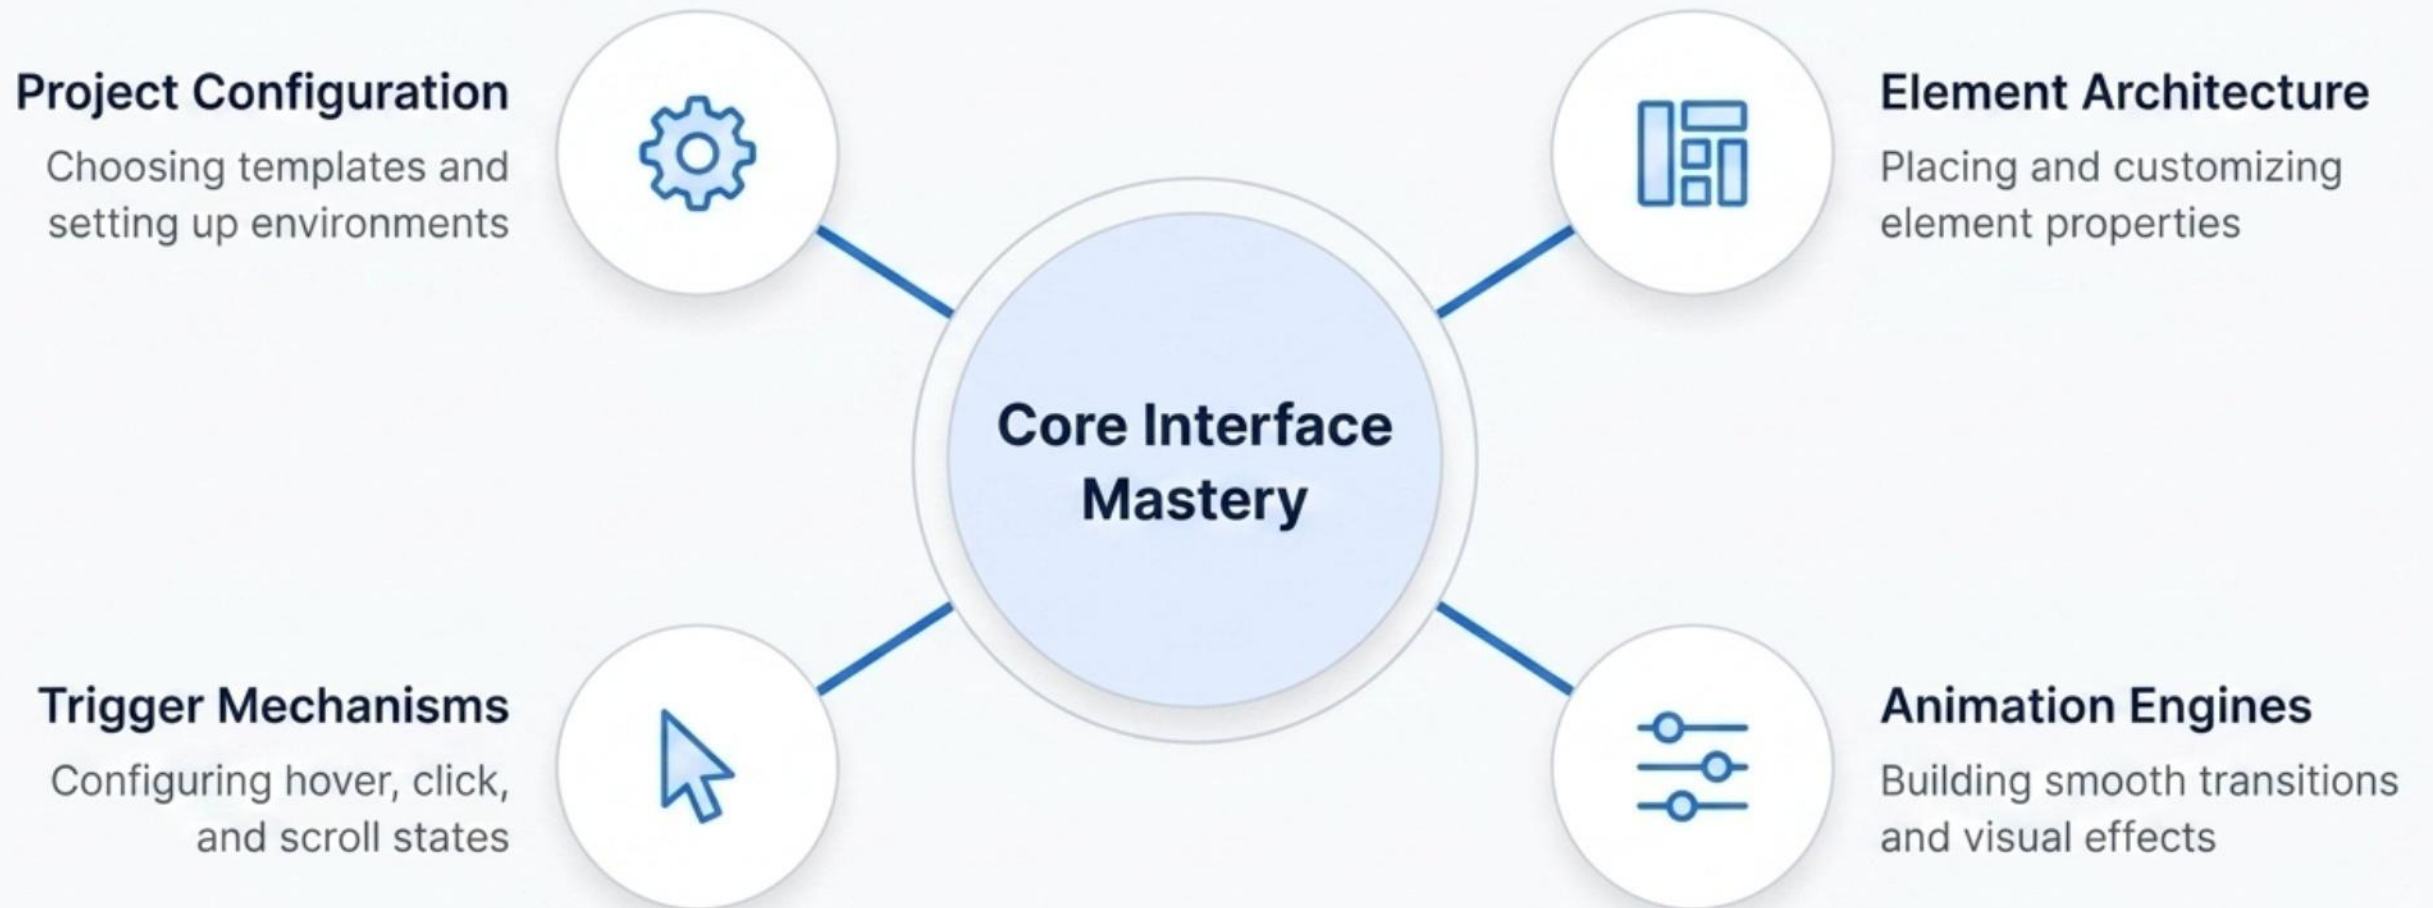 Project Configuration
Choosing templates and
setting up environments
Element Architecture
Placing and customizing
element properties
Core Interface
Mastery
Trigger Mechanisms
Configuring hover, click,
and scroll states
Animation Engines
Building smooth transitions
and visual effects